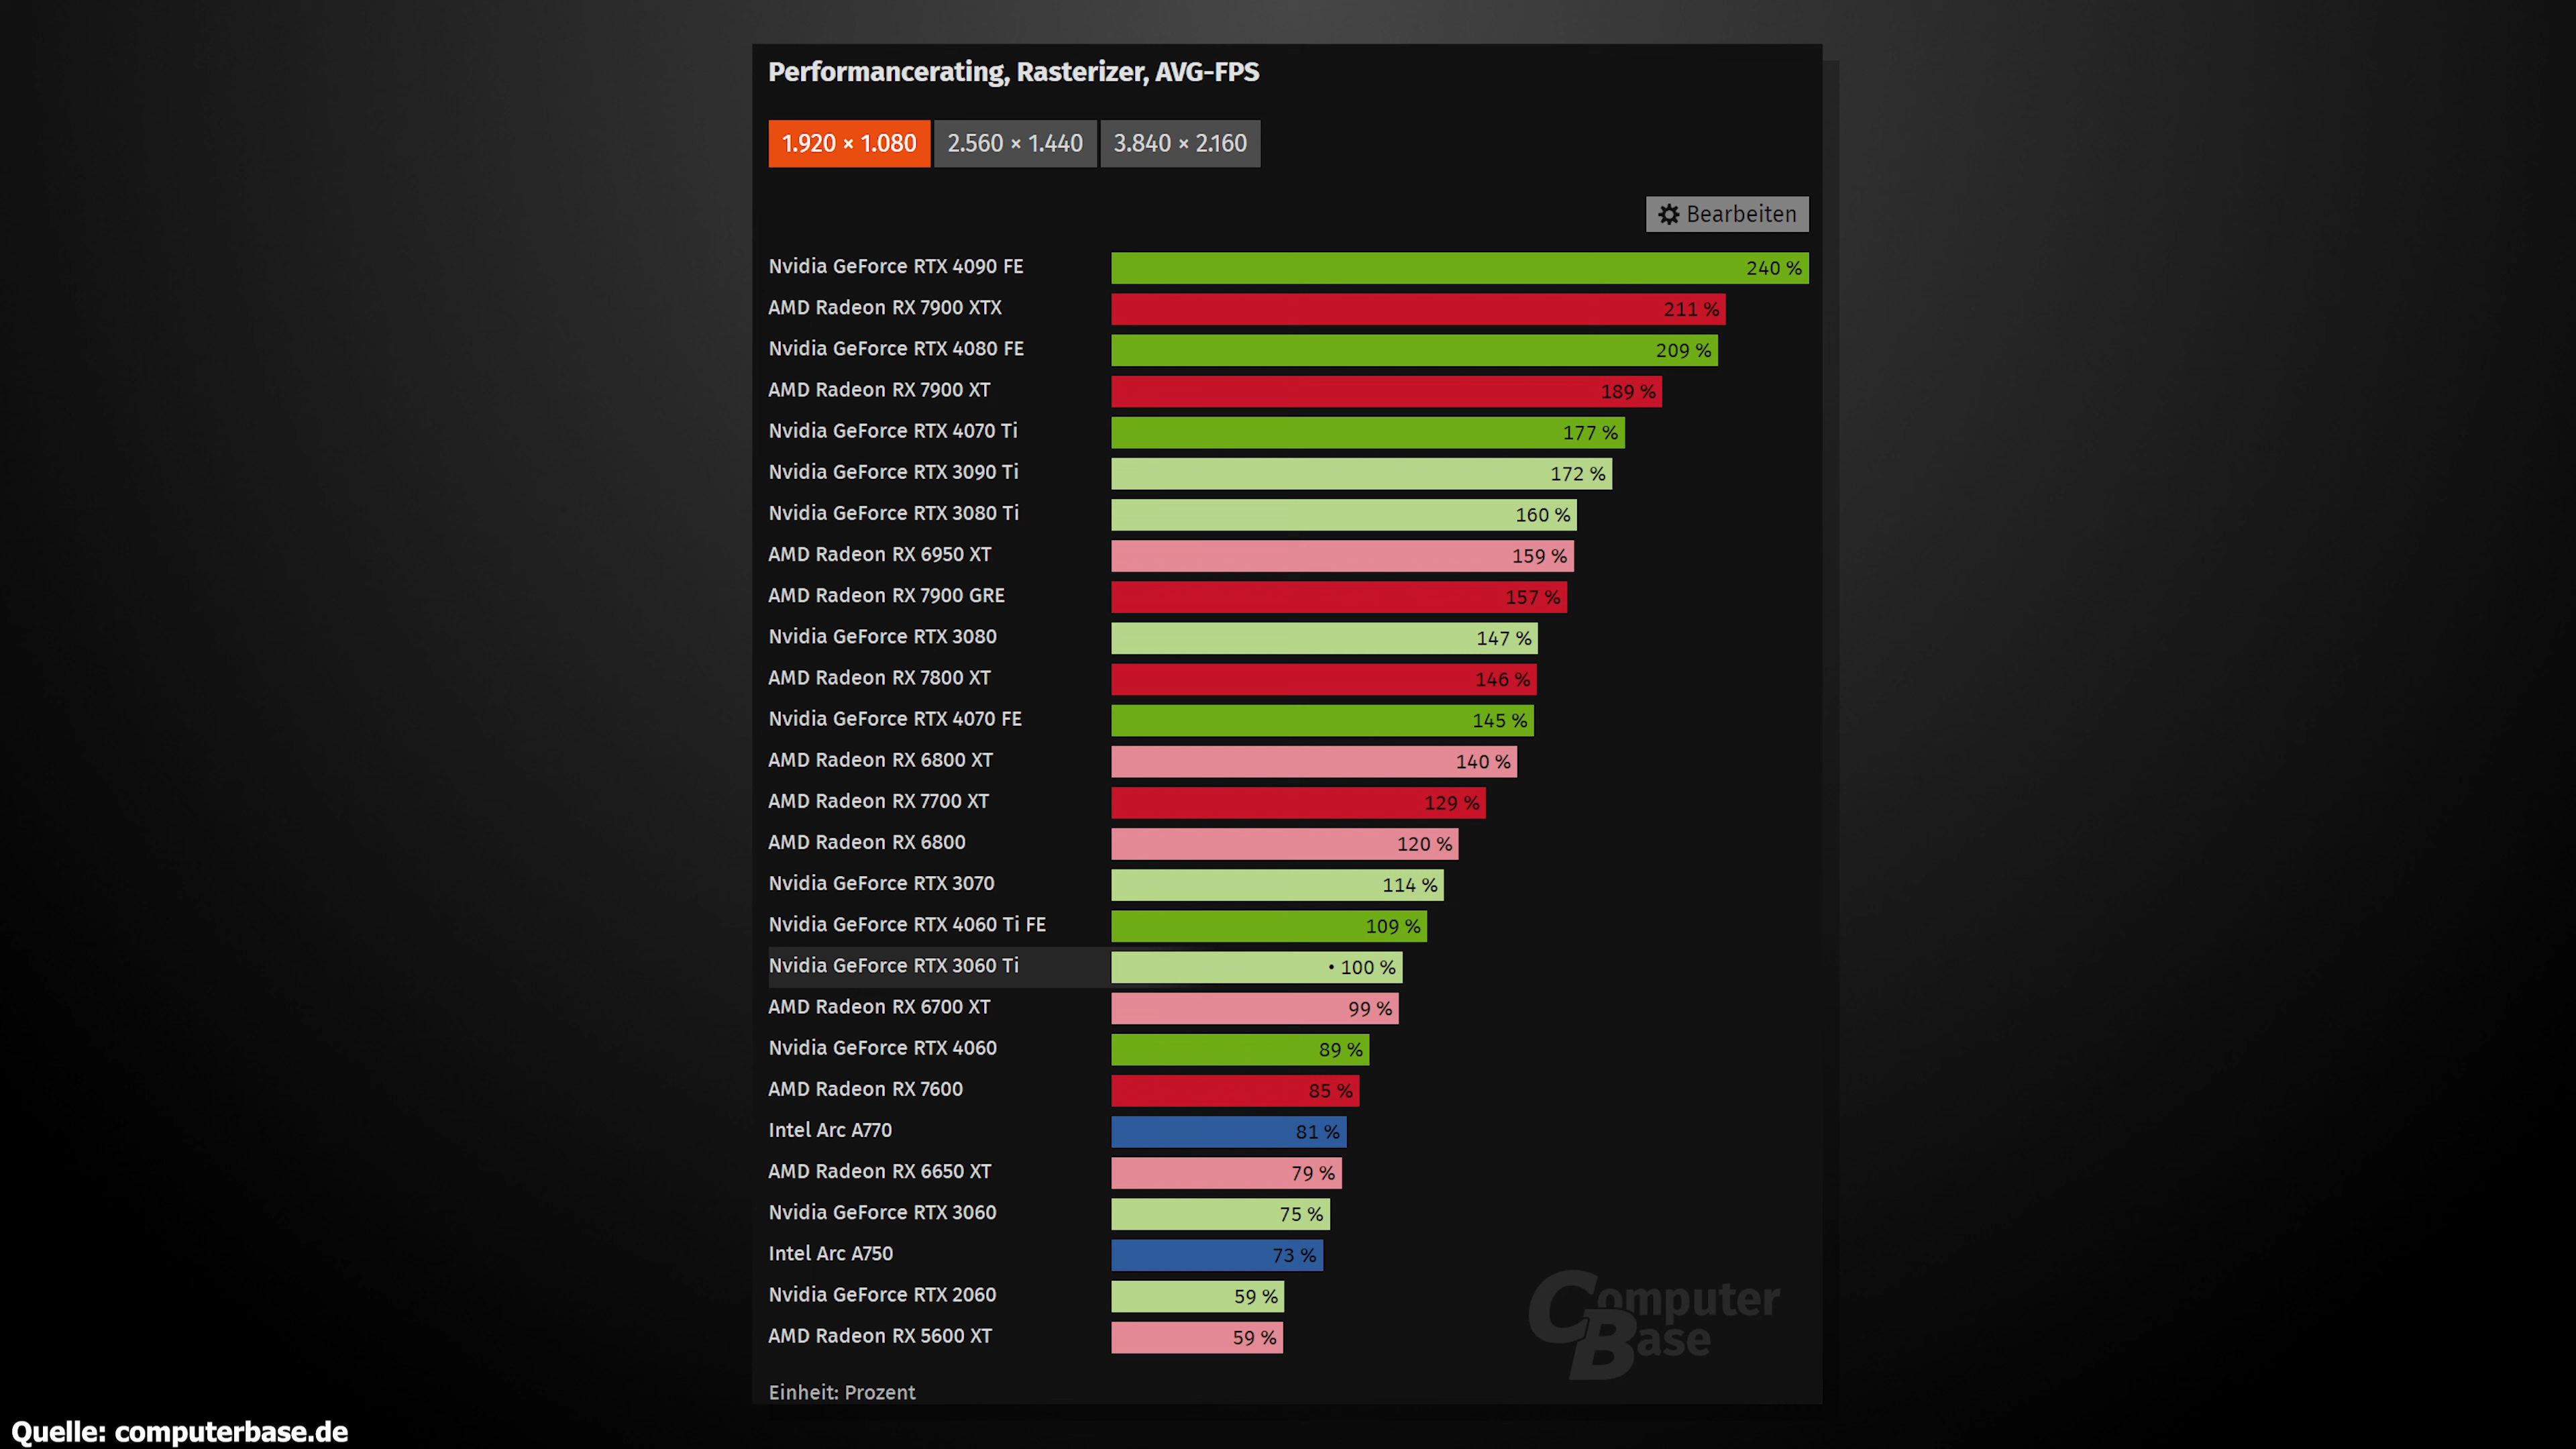 Performancerating, Rasterizer, AVG-FPS
1.920 × 1.080 2.560 × 1.440 3.840 × 2.160
Bearbeiten
Nvidia GeForce RTX 4090 FE 240 %
AMD Radeon RX 7900 XTX 211 %
Nvidia GeForce RTX 4080 FE 209 %
AMD Radeon RX 7900 XT 189 %
Nvidia GeForce RTX 4070 Ti 177 %
Nvidia GeForce RTX 3090 Ti 172 %
Nvidia GeForce RTX 3080 Ti 160 %
AMD Radeon RX 6950 XT 159 %
AMD Radeon RX 7900 GRE 157 %
Nvidia GeForce RTX 3080 147 %
AMD Radeon RX 7800 XT 146 %
Nvidia GeForce RTX 4070 FE 145 %
AMD Radeon RX 6800 XT 140 %
AMD Radeon RX 7700 XT 129 %
AMD Radeon RX 6800 120 %
Nvidia GeForce RTX 3070 114 %
Nvidia GeForce RTX 4060 Ti FE 109 %
Nvidia GeForce RTX 3060 Ti • 100 %
AMD Radeon RX 6700 XT 99 %
Nvidia GeForce RTX 4060 89 %
AMD Radeon RX 7600 85 %
Intel Arc A770 81 %
AMD Radeon RX 6650 XT 79 %
Nvidia GeForce RTX 3060 75 %
Intel Arc A750 73 %
Nvidia GeForce RTX 2060 59 %
AMD Radeon RX 5600 XT 59 %
Computer
Base
Einheit: Prozent
Quelle: computerbase.de